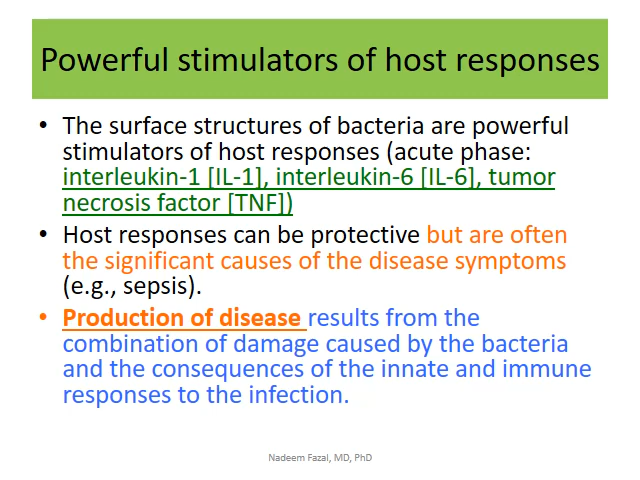 Powerful stimulators of host responses
• The surface structures of bacteria are powerful
stimulators of host responses (acute phase:
interleukin-1 [IL-1], interleukin-6 [IL-6], tumor
necrosis factor [TNF])
• Host responses can be protective but are often
the significant causes of the disease symptoms
(e.g., sepsis).
• Production of disease results from the
combination of damage caused by the bacteria
and the consequences of the innate and immune
responses to the infection.
Nadeem Fazal, MD, PhD